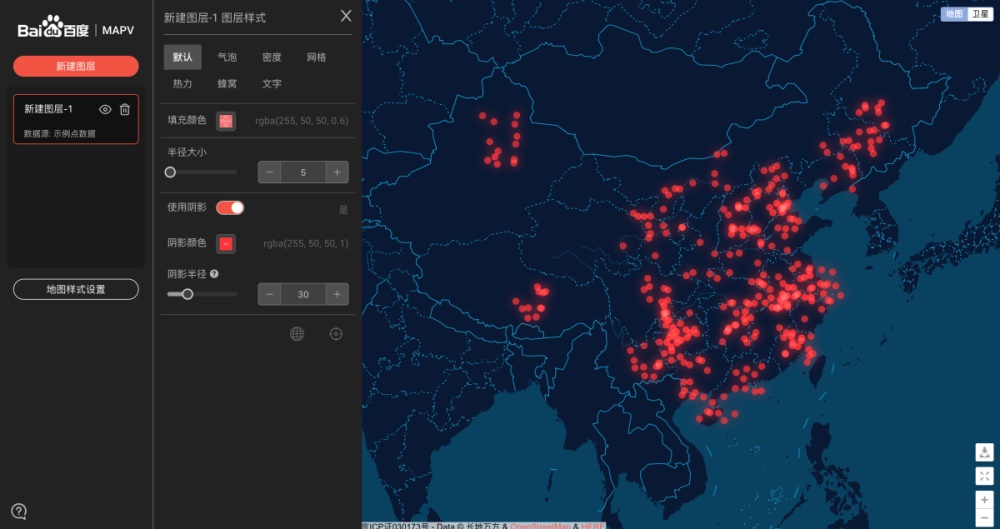 Bai du 百度 | MAPV
新建图层
新建图层-1
数据源: 示例点数据
地图样式设置
新建图层-1 图层样式
默认 气泡 密度 网格
热力 蜂窝 文字
填充颜色 rgba(255, 50, 50, 0.6)
半径大小
5
使用阴影 是
阴影颜色 rgba(255, 50, 50, 1)
阴影半径
30
地图 卫星
京ICP证030173号 - Data © 长地万方 & OpenStreetMap & HERE